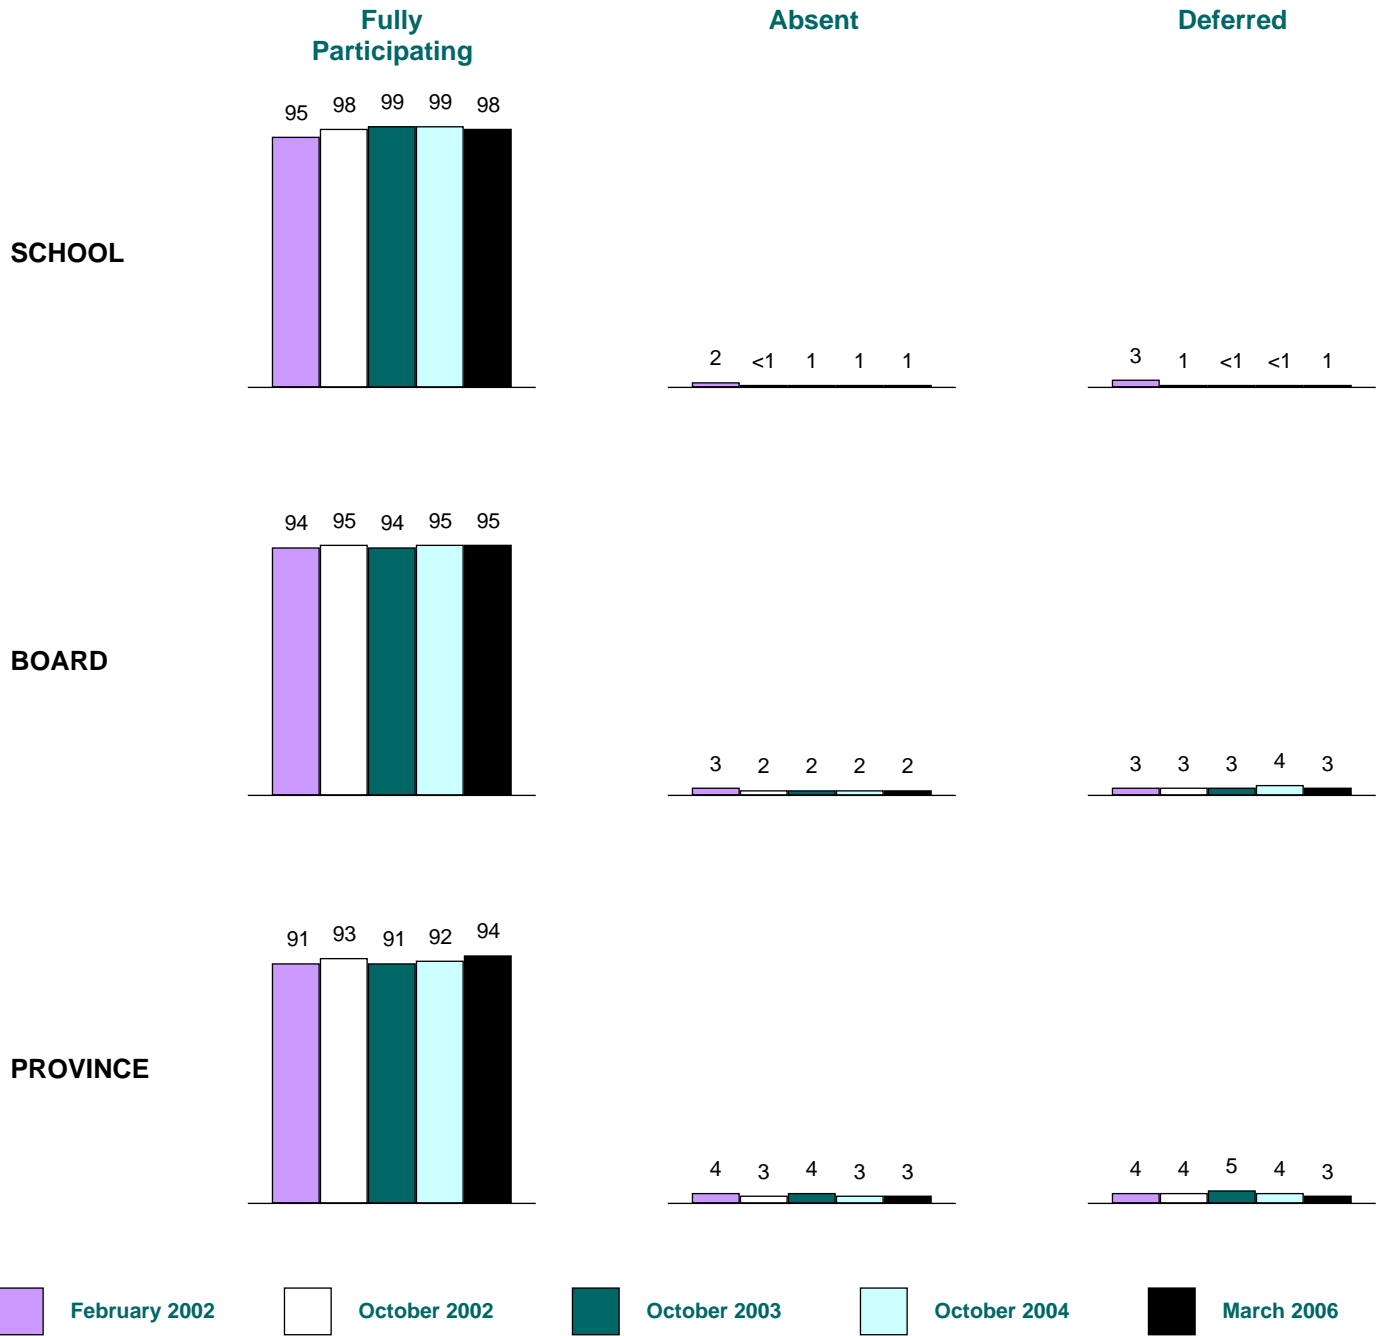 Fully
Participating
Absent
Deferred
SCHOOL
95 98 99 99 98
2 <1 1 1 1
3 1 <1 <1 1
BOARD
94 95 94 95 95
3 2 2 2 2
3 3 3 4 3
PROVINCE
91 93 91 92 94
4 3 4 3 3
4 4 5 4 3
February 2002
October 2002
October 2003
October 2004
March 2006